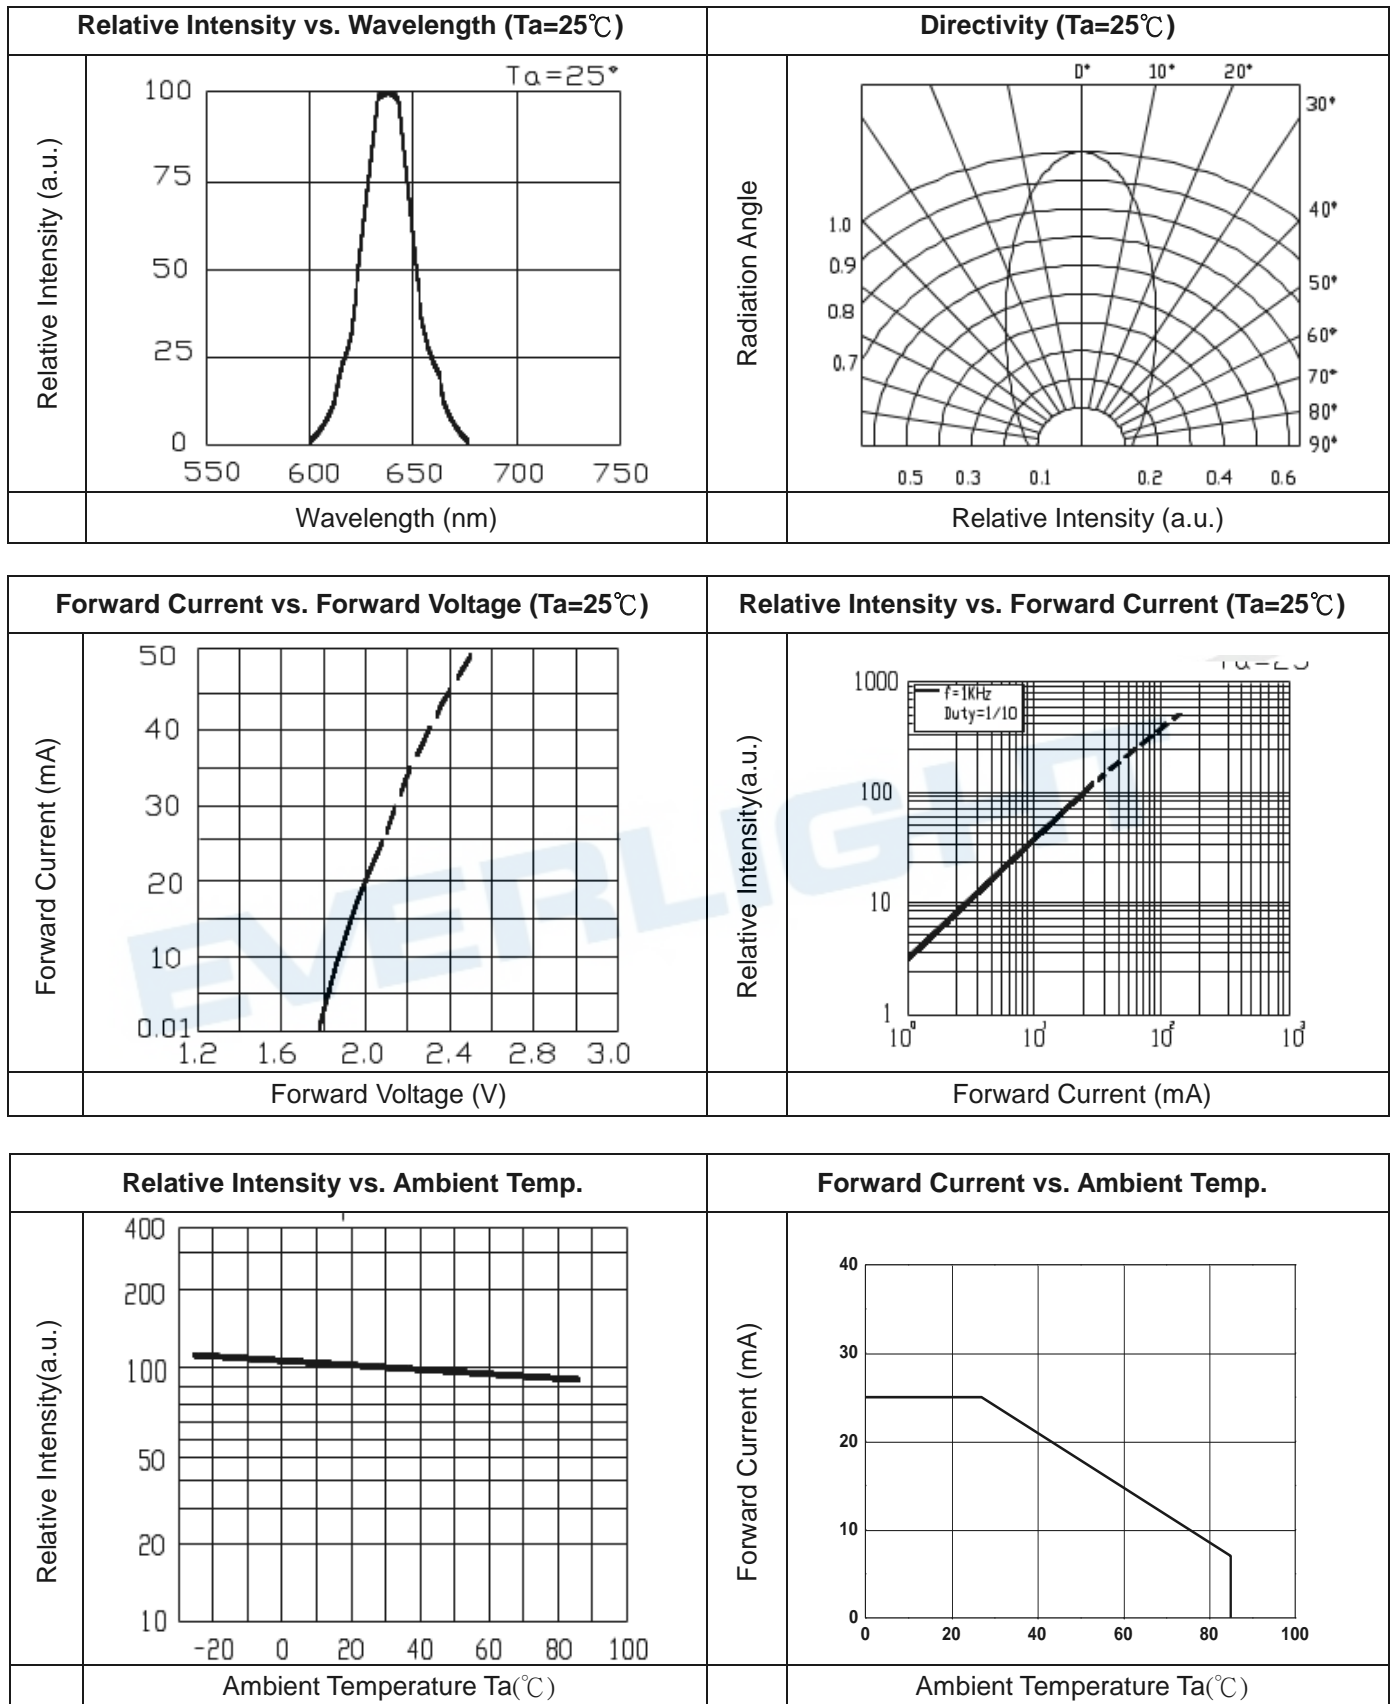 Relative Intensity vs. Wavelength (Ta=25℃)
Directivity (Ta=25℃)
Relative Intensity (a.u.)
Ta=25°
100
75
50
25
0
550 600 650 700 750
Wavelength (nm)
Radiation Angle
0° 10° 20°
30°
40°
50°
60°
70°
80°
90°
1.0
0.9
0.8
0.7
0.5 0.3 0.1 0.2 0.4 0.6
Relative Intensity (a.u.)
Forward Current vs. Forward Voltage (Ta=25℃)
Relative Intensity vs. Forward Current (Ta=25℃)
Forward Current (mA)
50
40
30
20
10
0.01
1.2 1.6 2.0 2.4 2.8 3.0
Forward Voltage (V)
Relative Intensity(a.u.)
f=1KHz
Duty=1/10
1000
100
10
1
10⁰ 10¹ 10² 10³
Forward Current (mA)
EVERLIGHT
Relative Intensity vs. Ambient Temp.
Forward Current vs. Ambient Temp.
Relative Intensity(a.u.)
400
200
100
50
20
10
-20 0 20 40 60 80 100
Ambient Temperature Ta(℃)
Forward Current (mA)
40
30
20
10
0
0 20 40 60 80 100
Ambient Temperature Ta(℃)